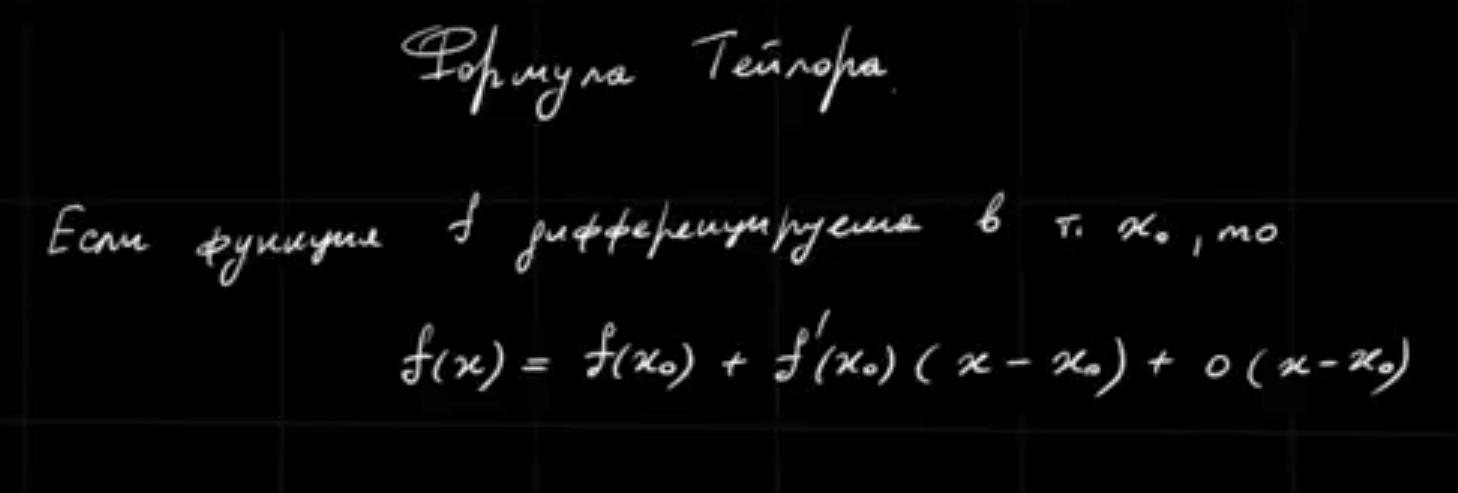 Формула Тейлора.
Если функция f дифференцируема в т. x₀, то
f(x) = f(x₀) + f'(x₀)(x - x₀) + o(x - x₀)